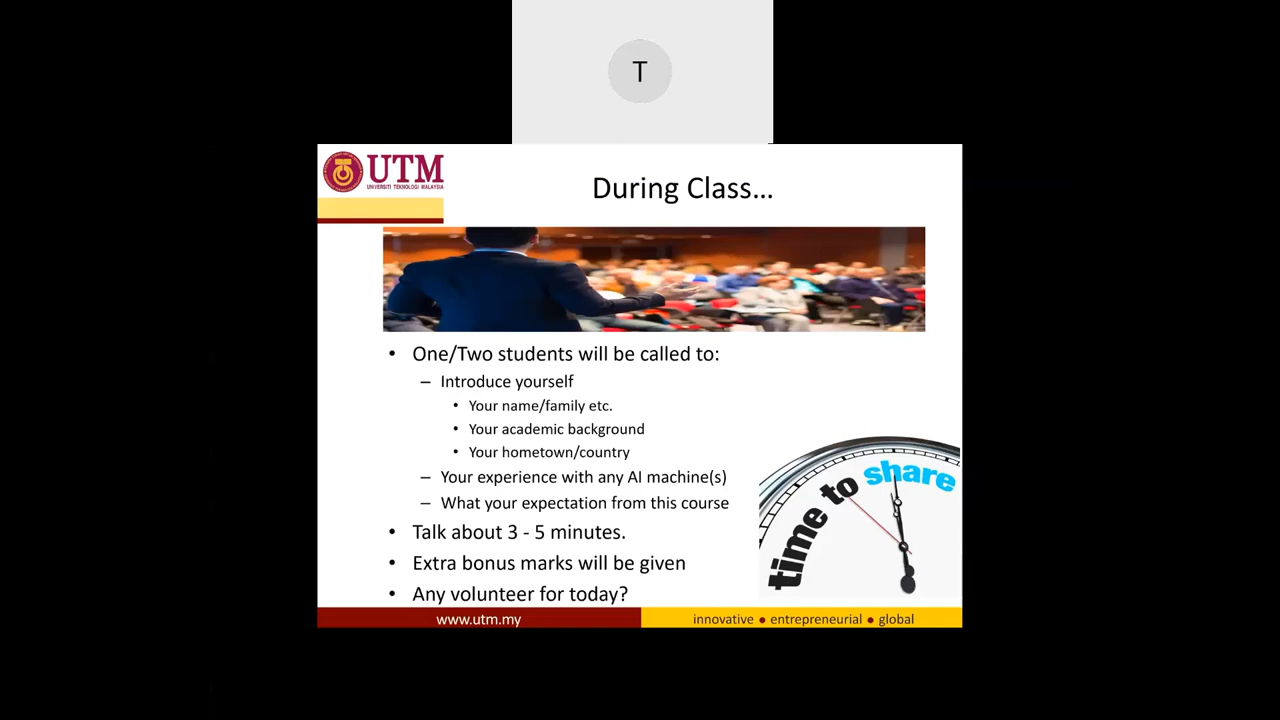 T
UTM
UNIVERSITI TEKNOLOGI MALAYSIA
During Class...
• One/Two students will be called to:
– Introduce yourself
• Your name/family etc.
• Your academic background
• Your hometown/country
– Your experience with any AI machine(s)
– What your expectation from this course
• Talk about 3 - 5 minutes.
• Extra bonus marks will be given
• Any volunteer for today?
time to share
www.utm.my
innovative ● entrepreneurial ● global